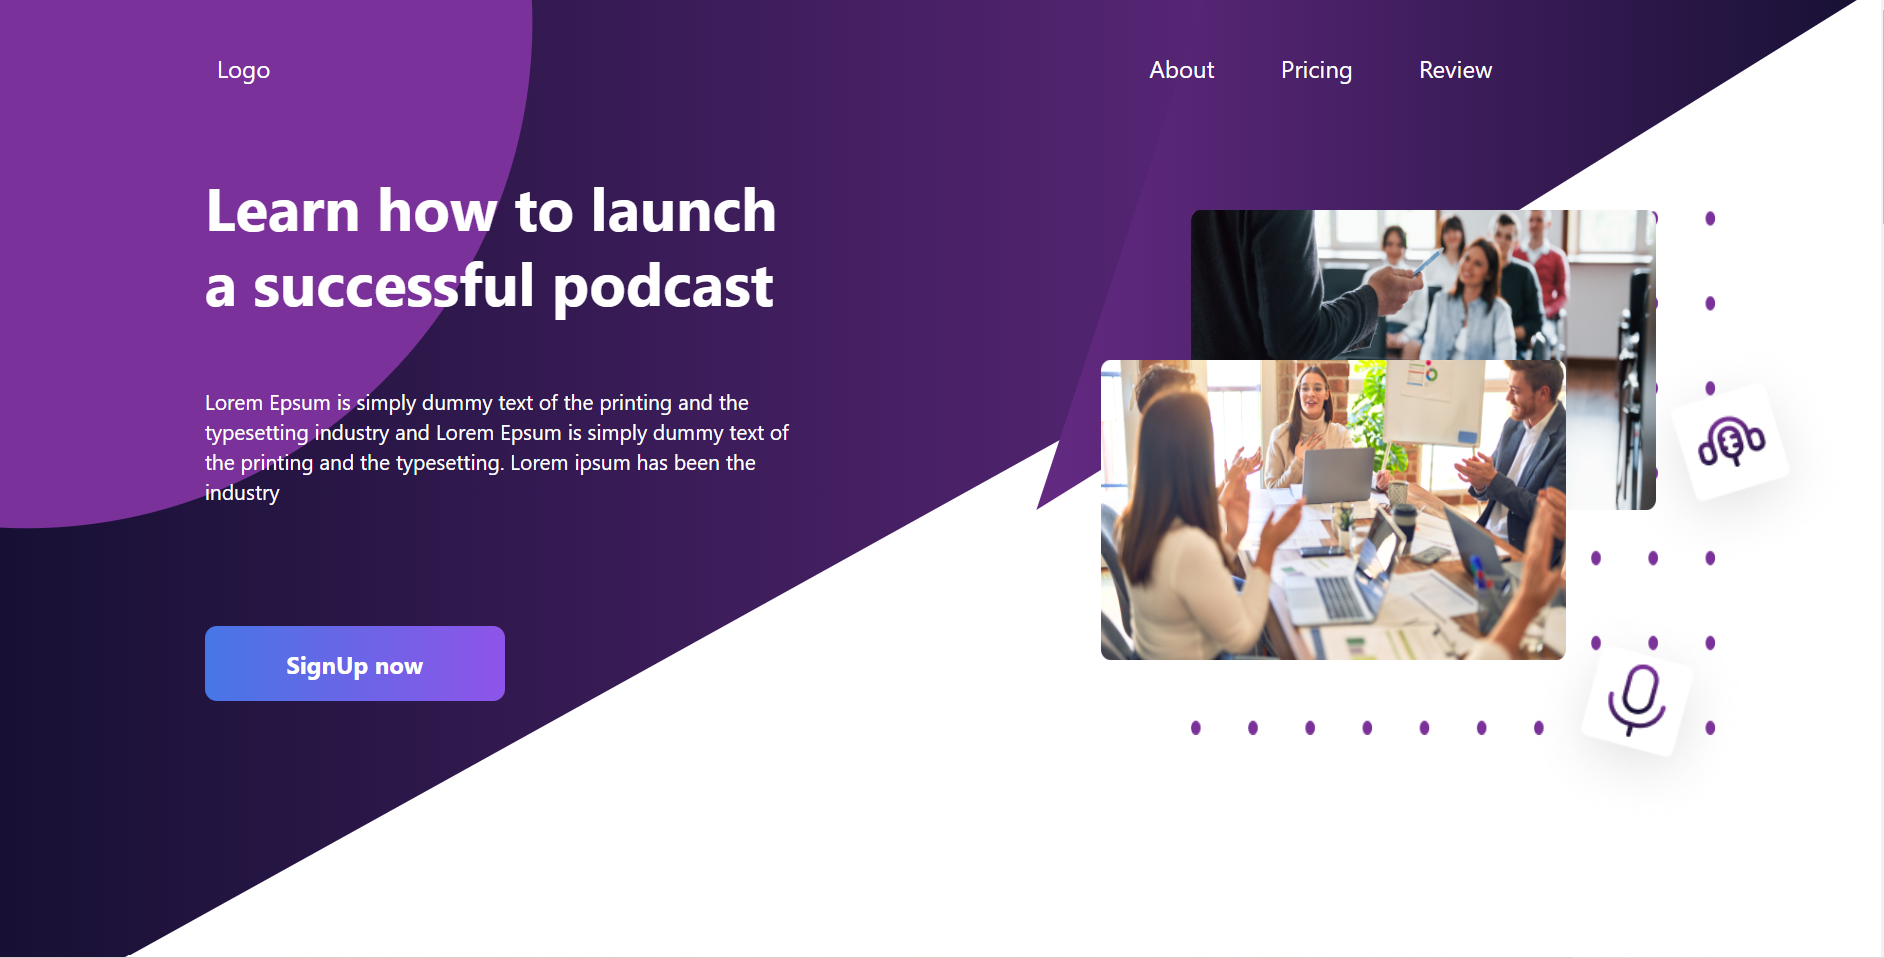 Logo
About
Pricing
Review
Learn how to launch
a successful podcast
Lorem Epsum is simply dummy text of the printing and the
typesetting industry and Lorem Epsum is simply dummy text of
the printing and the typesetting. Lorem ipsum has been the
industry
SignUp now